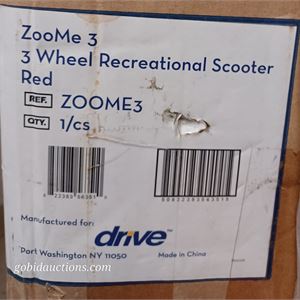 ZooMe 3
3 Wheel Recreational Scooter
Red
REF. ZOOME3
QTY. 1/cs
Manufactured for:
drive™
Port Washington NY 11050
Made in China
gobidauctions.com